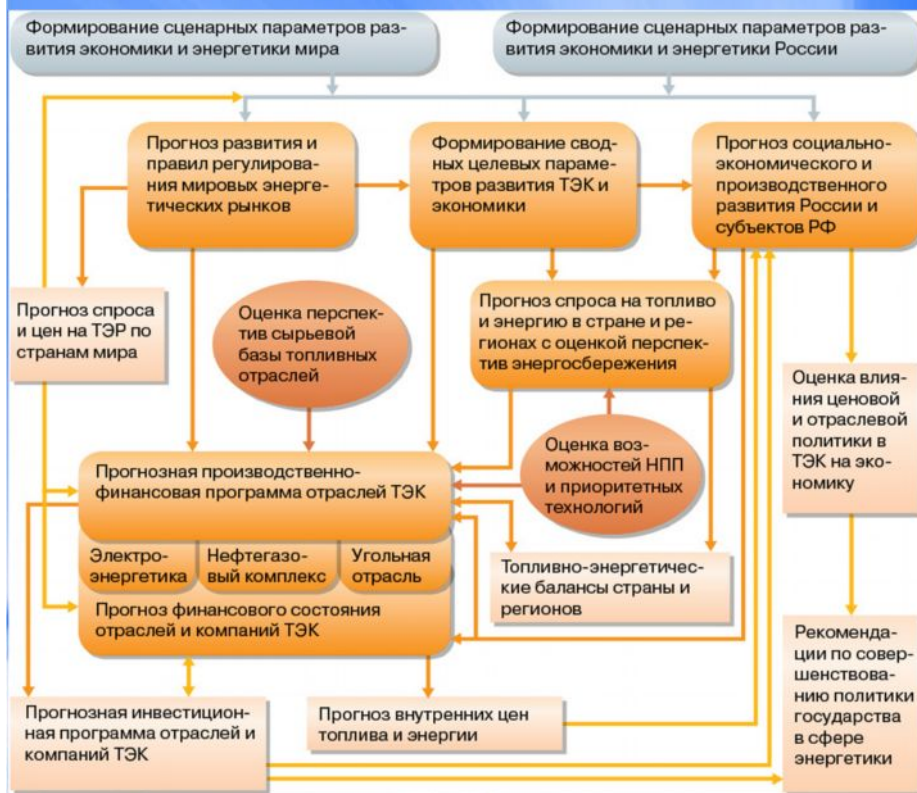 Формирование сценарных параметров раз-
вития экономики и энергетики мира
Формирование сценарных параметров раз-
вития экономики и энергетики России
Прогноз развития и
правил регулирова-
ния мировых энерге-
тических рынков
Формирование свод-
ных целевых параме-
тров развития ТЭК и
экономики
Прогноз социально-
экономического и
производственного
развития России и
субъектов РФ
Прогноз спроса
и цен на ТЭР по
странам мира
Оценка перспек-
тив сырьевой
базы топливных
отраслей
Прогноз спроса на топливо
и энергию в стране и ре-
гионах с оценкой перспек-
тив энергосбережения
Оценка влия-
ния ценовой
и отраслевой
политики в
ТЭК на эко-
номику
Прогнозная производственно-
финансовая программа отраслей ТЭК
Оценка воз-
можностей НПП
и приоритетных
технологий
Электро-
энергетика
Нефтегазо-
вый комплекс
Угольная
отрасль
Топливно-энергетичес-
кие балансы страны и
регионов
Прогноз финансового состояния
отраслей и компаний ТЭК
Рекоменда-
ции по совер-
шенствова-
нию политики
государства
в сфере
энергетики
Прогнозная инвестицион-
ная программа отраслей и
компаний ТЭК
Прогноз внутренних цен
топлива и энергии